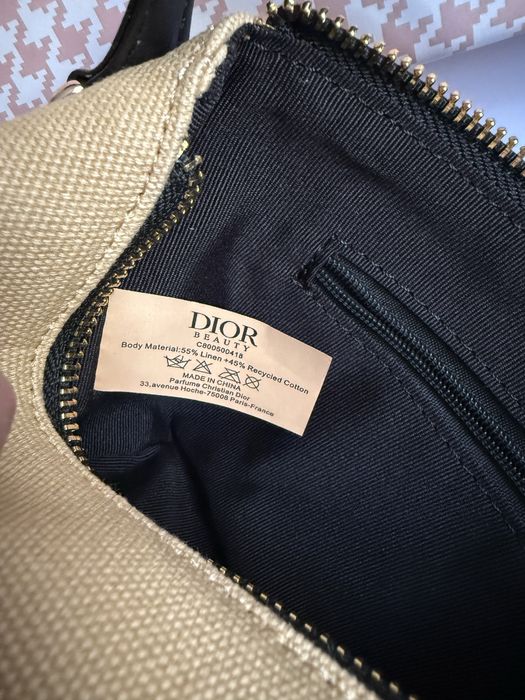 DIOR
BEAUTY
C800500418
Body Material:55% Linen +45% Recycled Cotton
MADE IN CHINA
Parfume Christian Dior
33,avenue Hoche-75008 Paris-France